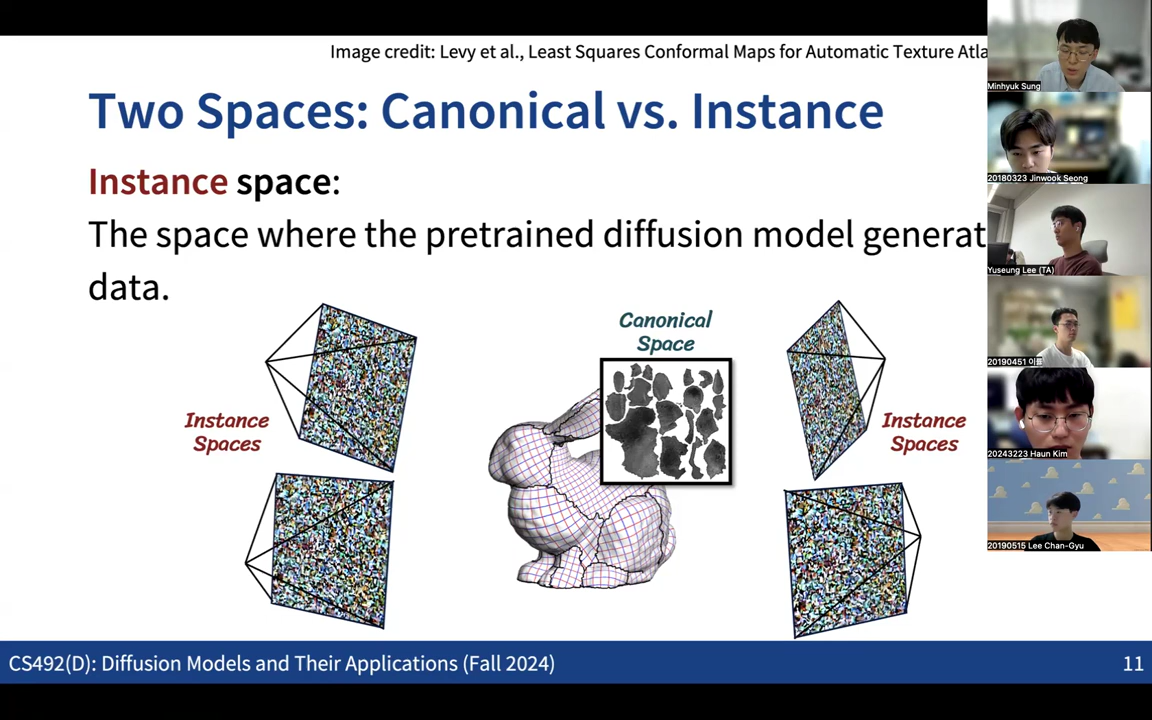 Image credit: Levy et al., Least Squares Conformal Maps for Automatic Texture
Two Spaces: Canonical vs. Instance
Instance space:
The space where the pretrained diffusion model generat
data.
Canonical
Space
Instance
Spaces
Instance
Spaces
CS492(D): Diffusion Models and Their Applications (Fall 2024)
11
Minhyuk Sung
20180323 Jinwook Seong
Yuseung Lee (TA)
20190451 이름
20243223 Haun Kim
20190515 Lee Chan-Gyu